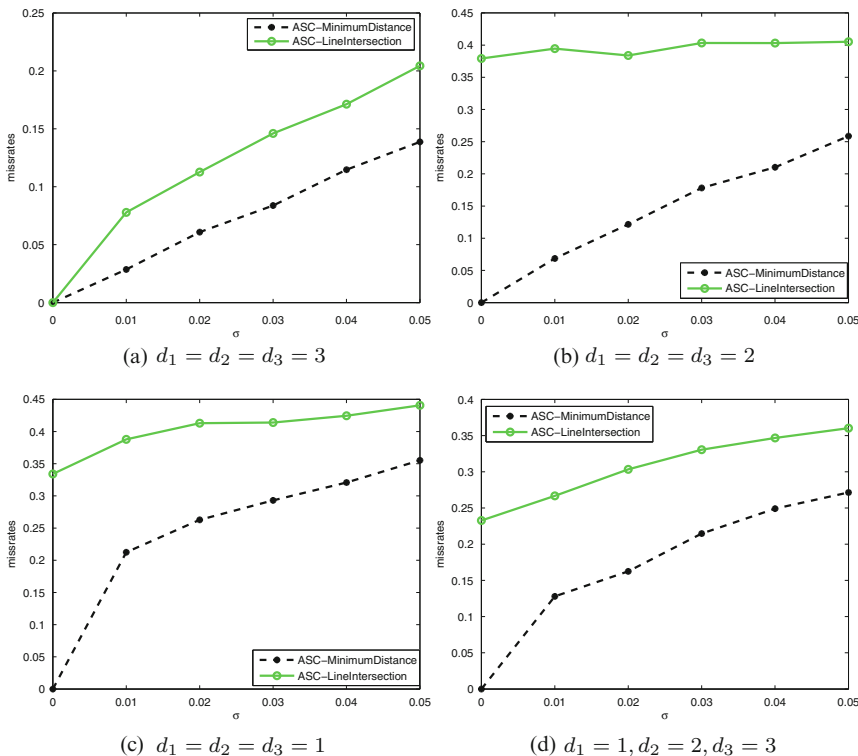 0.25
0.2
0.15
0.1
0.05
0
missrates
ASC−MinimumDistance
ASC−LineIntersection
0 0.01 0.02 0.03 0.04 0.05
σ
(a) d₁ = d₂ = d₃ = 3
0.45
0.4
0.35
0.3
0.25
0.2
0.15
0.1
0.05
0
missrates
ASC−MinimumDistance
ASC−LineIntersection
0 0.01 0.02 0.03 0.04 0.05
σ
(b) d₁ = d₂ = d₃ = 2
0.45
0.4
0.35
0.3
0.25
0.2
0.15
0.1
0.05
0
missrates
ASC−MinimumDistance
ASC−LineIntersection
0 0.01 0.02 0.03 0.04 0.05
σ
(c) d₁ = d₂ = d₃ = 1
0.4
0.35
0.3
0.25
0.2
0.15
0.1
0.05
0
missrates
ASC−MinimumDistance
ASC−LineIntersection
0 0.01 0.02 0.03 0.04 0.05
σ
(d) d₁ = 1, d₂ = 2, d₃ = 3